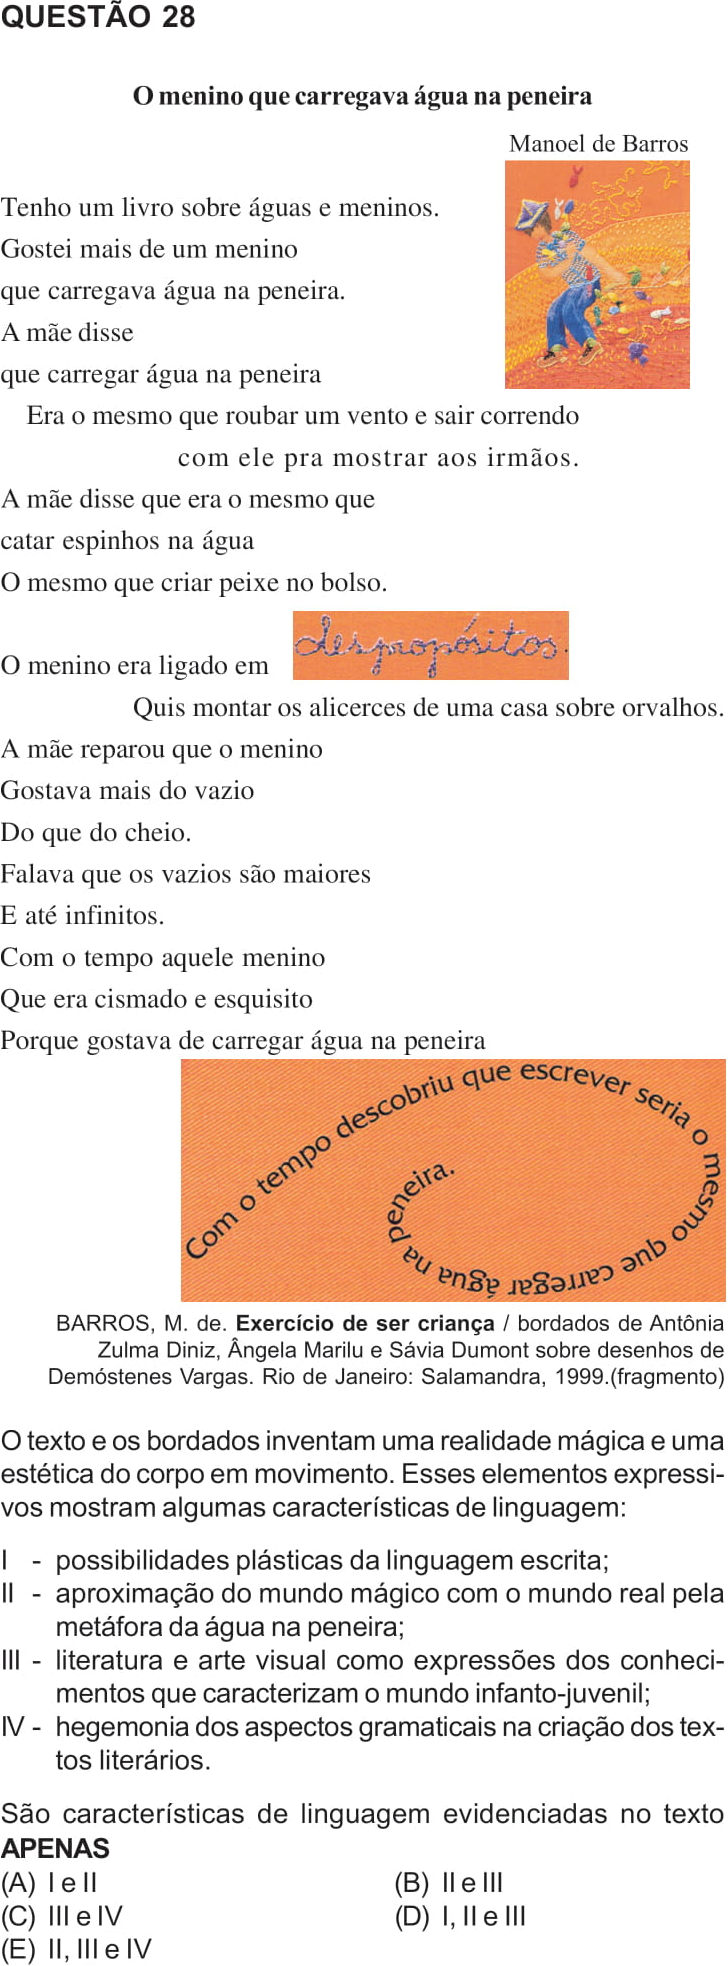 QUESTÃO 28
O menino que carregava água na peneira
Manoel de Barros
Tenho um livro sobre águas e meninos.
Gostei mais de um menino
que carregava água na peneira.
A mãe disse
que carregar água na peneira
Era o mesmo que roubar um vento e sair correndo
com ele pra mostrar aos irmãos.
A mãe disse que era o mesmo que
catar espinhos na água
O mesmo que criar peixe no bolso.
O menino era ligado em despropósitos.
Quis montar os alicerces de uma casa sobre orvalhos.
A mãe reparou que o menino
Gostava mais do vazio
Do que do cheio.
Falava que os vazios são maiores
E até infinitos.
Com o tempo aquele menino
Que era cismado e esquisito
Porque gostava de carregar água na peneira
Com o tempo descobriu que escrever seria o mesmo que carregar água na peneira.
BARROS, M. de. Exercício de ser criança / bordados de Antônia
Zulma Diniz, Ângela Marilu e Sávia Dumont sobre desenhos de
Demóstenes Vargas. Rio de Janeiro: Salamandra, 1999.(fragmento)
O texto e os bordados inventam uma realidade mágica e uma
estética do corpo em movimento. Esses elementos expressi-
vos mostram algumas características de linguagem:
I - possibilidades plásticas da linguagem escrita;
II - aproximação do mundo mágico com o mundo real pela
metáfora da água na peneira;
III - literatura e arte visual como expressões dos conheci-
mentos que caracterizam o mundo infanto-juvenil;
IV - hegemonia dos aspectos gramaticais na criação dos tex-
tos literários.
São características de linguagem evidenciadas no texto
APENAS
(A) I e II (B) II e III
(C) III e IV (D) I, II e III
(E) II, III e IV